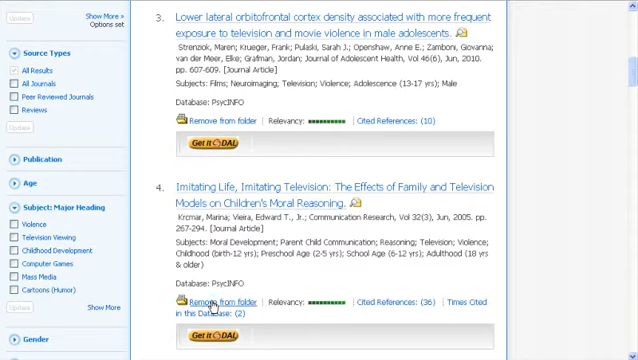 Update
Show More »
Options set
Source Types
All Results
All Journals
Peer Reviewed Journals
Reviews
Update
Publication
Age
Subject: Major Heading
Violence
Television Viewing
Childhood Development
Computer Games
Mass Media
Cartoons (Humor)
Update
Show More
Gender
3. Lower lateral orbitofrontal cortex density associated with more frequent
exposure to television and movie violence in male adolescents.
Strenziok, Maren; Krueger, Frank; Pulaski, Sarah J.; Openshaw, Anne E.; Zamboni, Giovanna;
van der Meer, Elke; Grafman, Jordan; Journal of Adolescent Health, Vol 46(6), Jun, 2010.
pp. 607-609. [Journal Article]
Subjects: Films; Neuroimaging; Television; Violence; Adolescence (13-17 yrs); Male
Database: PsycINFO
Remove from folder | Relevancy: | Cited References: (10)
Get it @ DAL
4. Imitating Life, Imitating Television: The Effects of Family and Television
Models on Children's Moral Reasoning.
Krcmar, Marina; Vieira, Edward T., Jr.; Communication Research, Vol 32(3), Jun, 2005. pp.
267-294. [Journal Article]
Subjects: Moral Development; Parent Child Communication; Reasoning; Television; Violence;
Childhood (birth-12 yrs); Preschool Age (2-5 yrs); School Age (6-12 yrs); Adulthood (18 yrs
& older)
Database: PsycINFO
Remove from folder | Relevancy: | Cited References: (36) | Times Cited
in this Database: (2)
Get it @ DAL